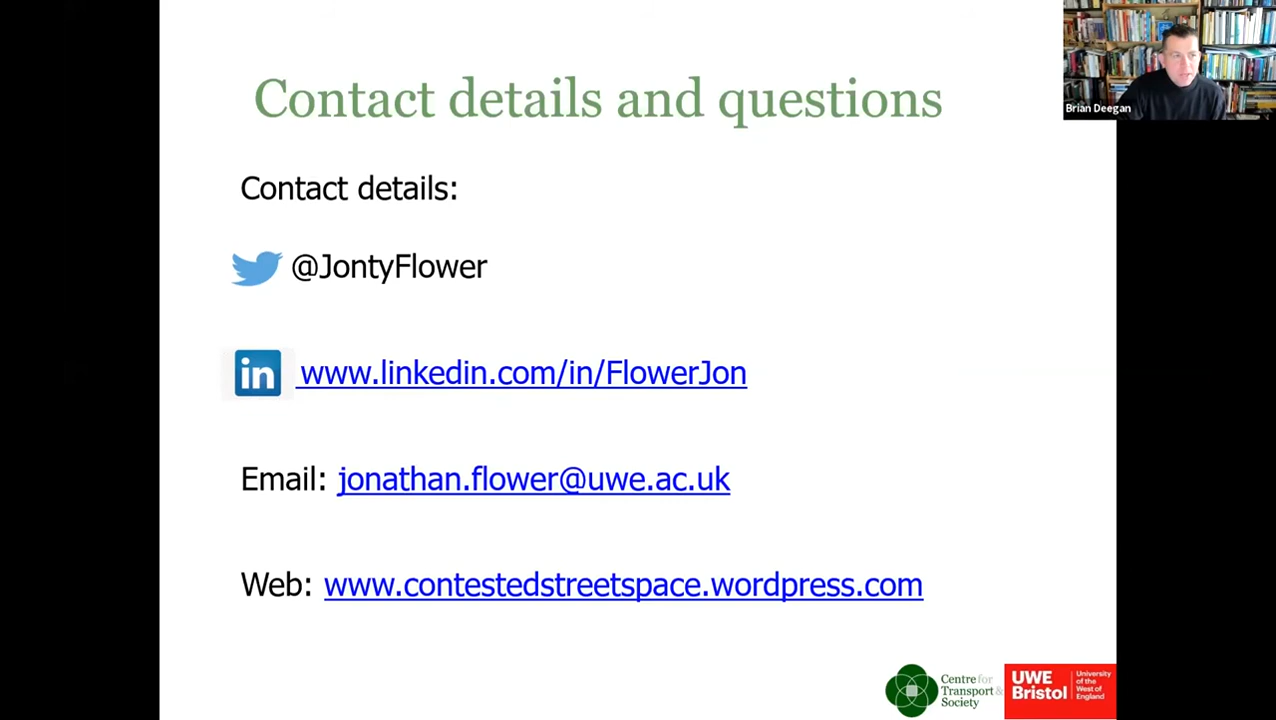 Contact details and questions
Brian Deegan
Contact details:
@JontyFlower
in www.linkedin.com/in/FlowerJon
Email: jonathan.flower@uwe.ac.uk
Web: www.contestedstreetspace.wordpress.com
Centre for
Transport &
Society
UWE
Bristol
University
of the
West of
England